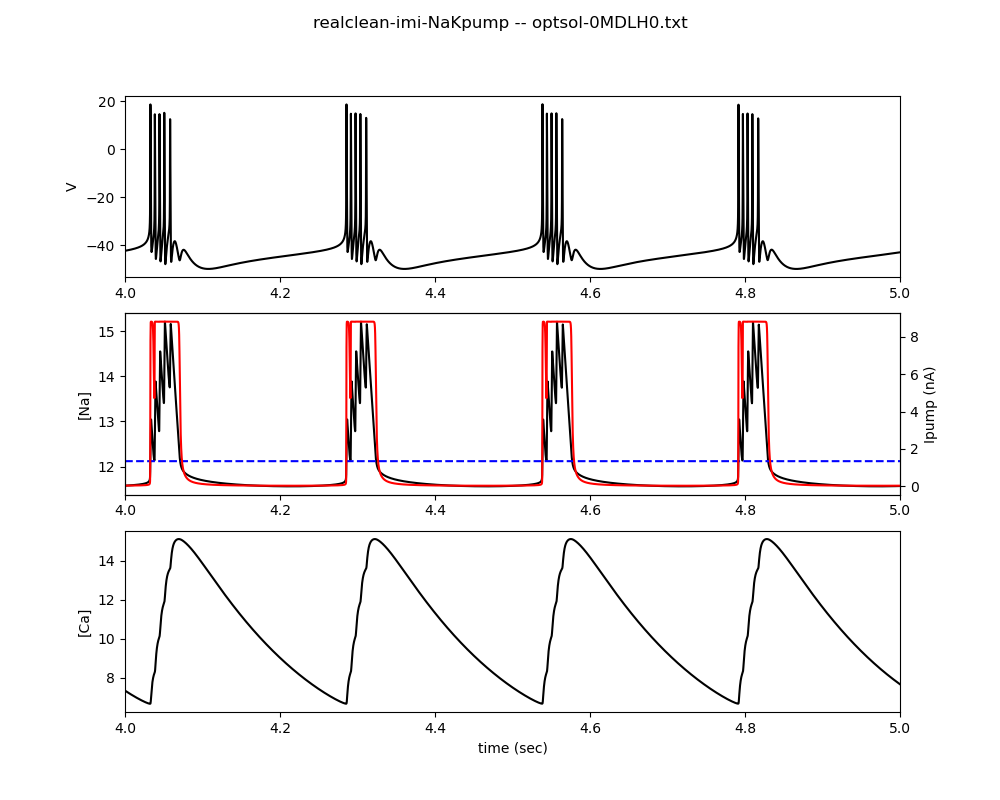 realclean-imi-NaKpump -- optsol-0MDLH0.txt
20
0
−20
−40
V
4.0 4.2 4.4 4.6 4.8 5.0
15
14
13
12
[Na]
8
6
4
2
0
Ipump (nA)
4.0 4.2 4.4 4.6 4.8 5.0
14
12
10
8
[Ca]
4.0 4.2 4.4 4.6 4.8 5.0
time (sec)